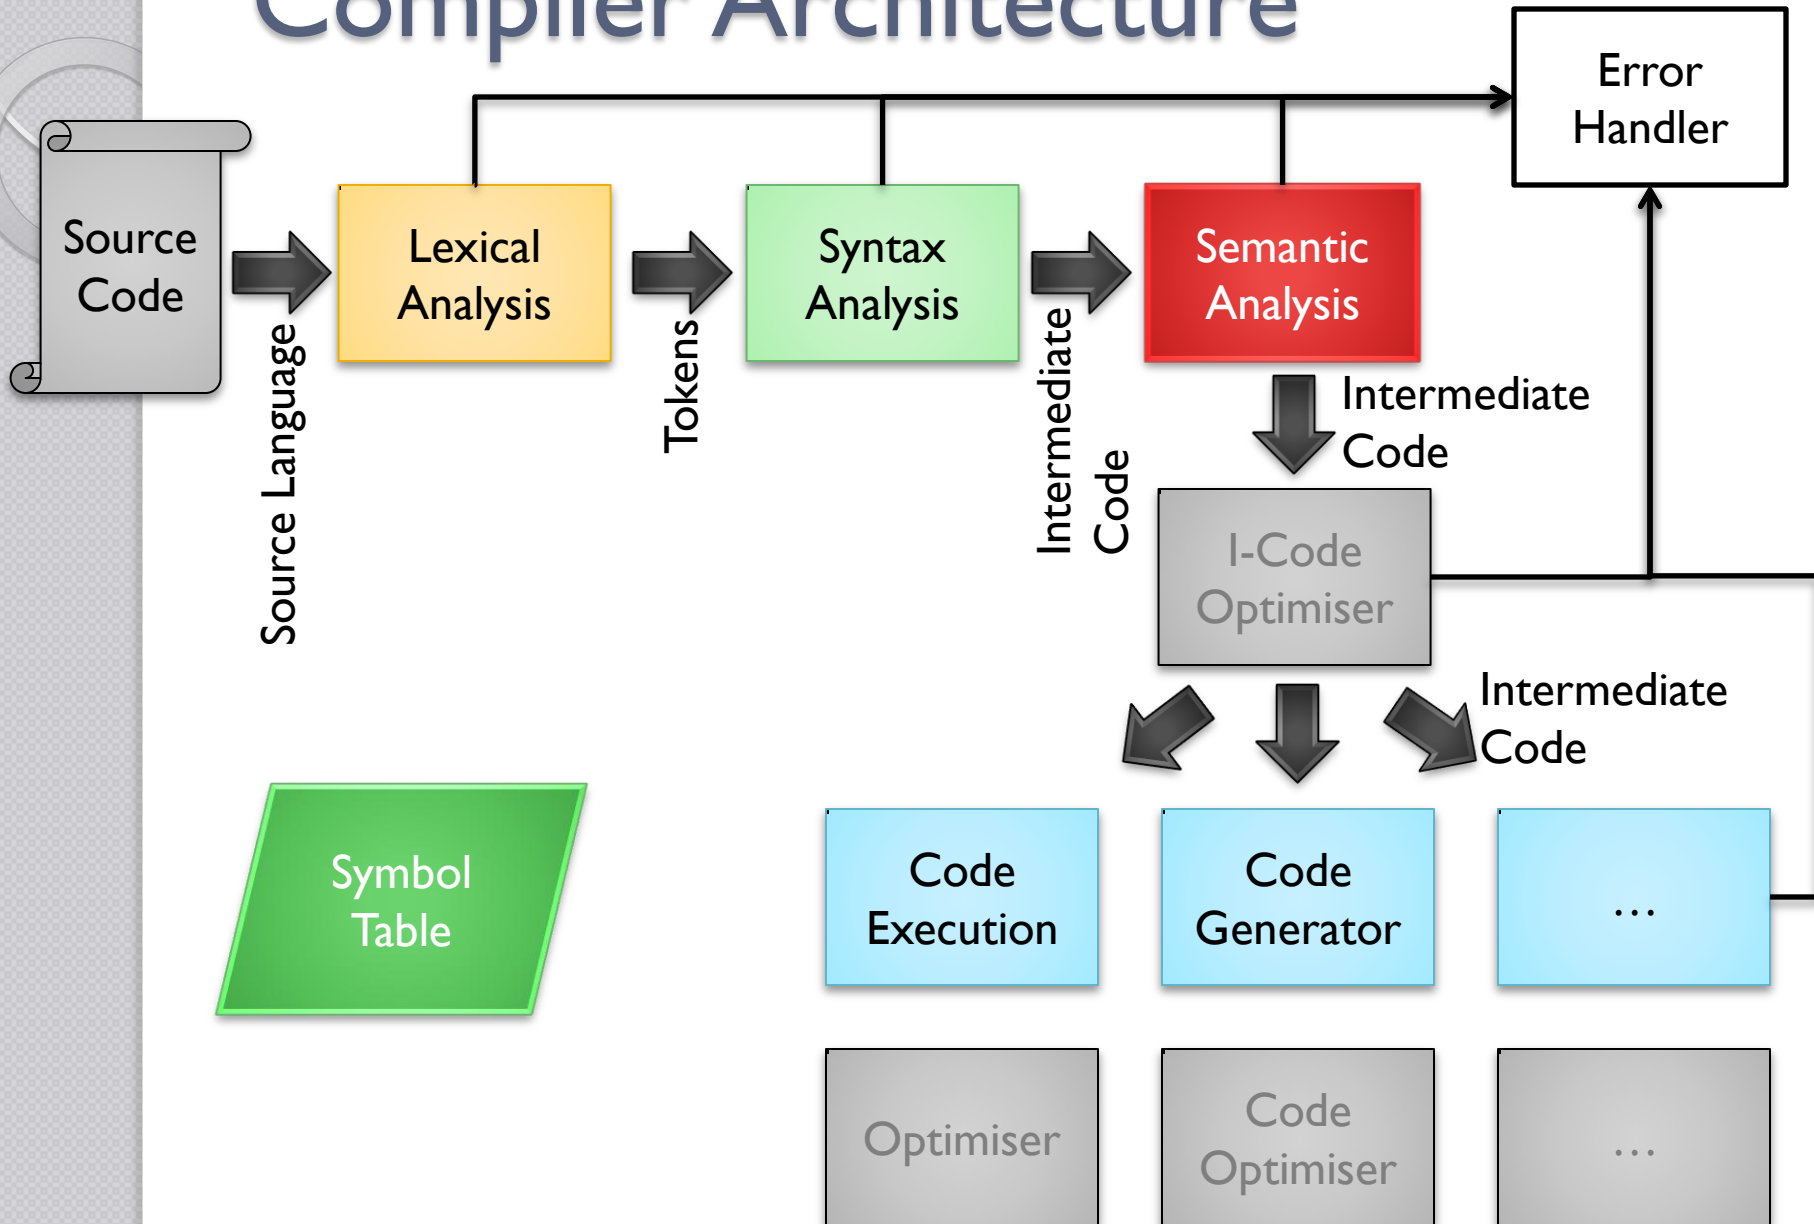 Compiler Architecture
Error
Handler
Source
Code
Source Language
Lexical
Analysis
Tokens
Syntax
Analysis
Intermediate
Code
Semantic
Analysis
Intermediate
Code
I-Code
Optimiser
Intermediate
Code
Symbol
Table
Code
Execution
Code
Generator
...
Optimiser
Code
Optimiser
...